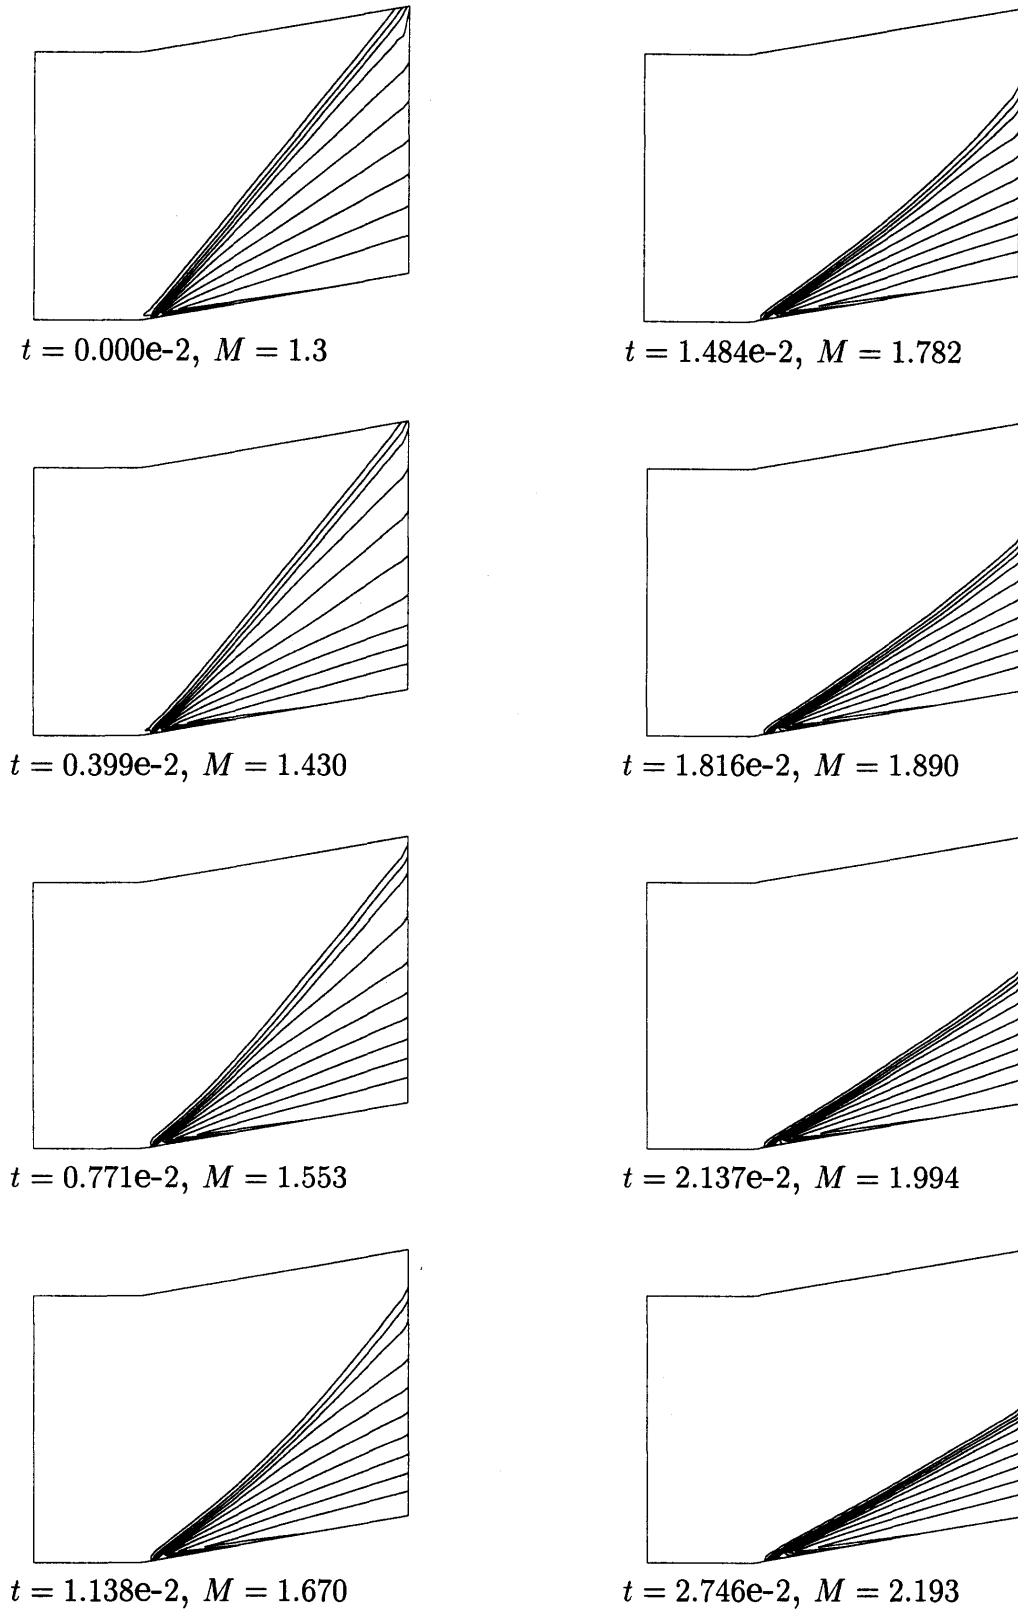 t = 0.000e-2, M = 1.3
t = 0.399e-2, M = 1.430
t = 0.771e-2, M = 1.553
t = 1.138e-2, M = 1.670
t = 1.484e-2, M = 1.782
t = 1.816e-2, M = 1.890
t = 2.137e-2, M = 1.994
t = 2.746e-2, M = 2.193